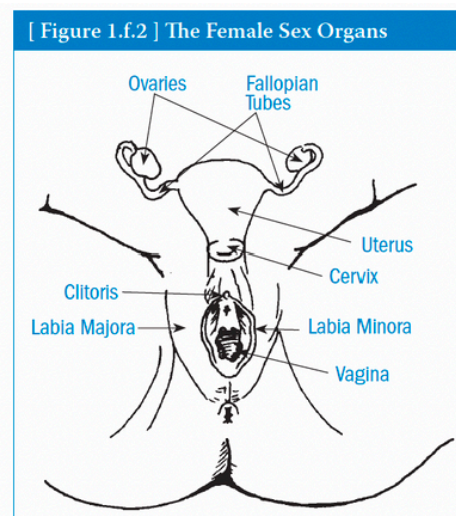 [ Figure 1.f.2 ] The Female Sex Organs
Ovaries
Fallopian
Tubes
Uterus
Cervix
Clitoris
Labia Majora
Labia Minora
Vagina